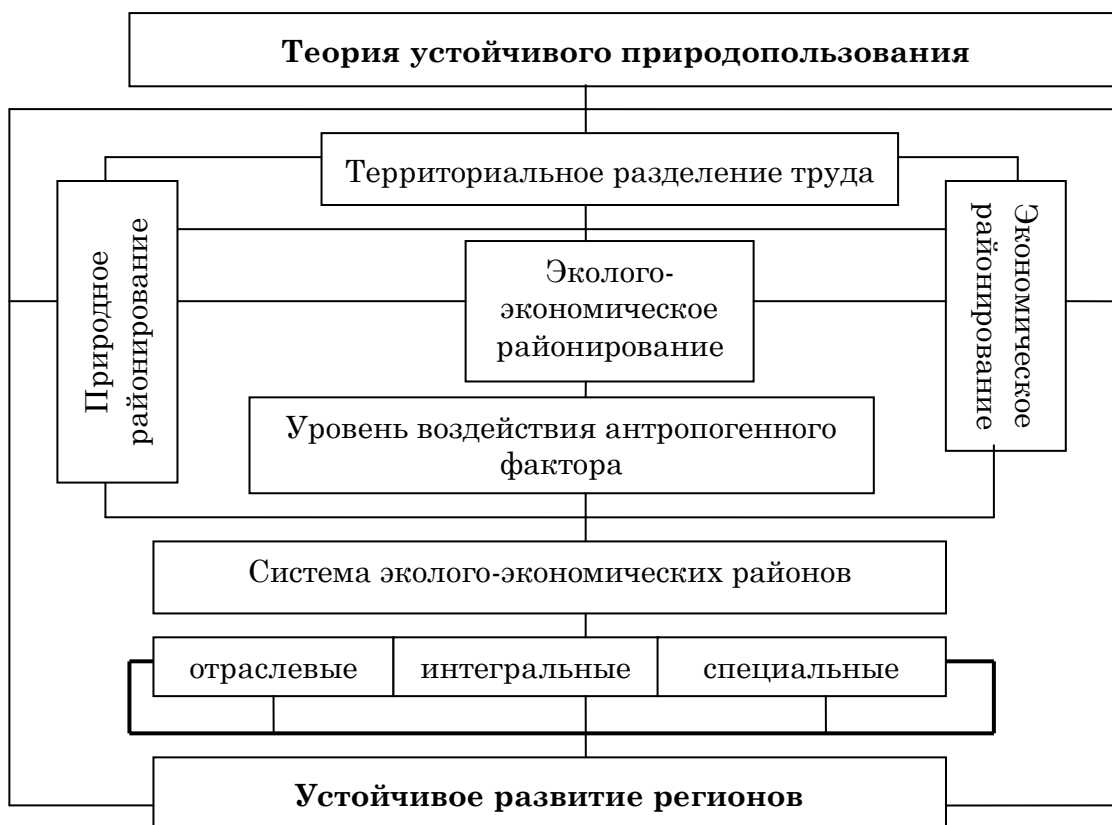 Теория устойчивого природопользования
Территориальное разделение труда
Природное
районирование
Эколого-
экономическое
районирование
Экономическое
районирование
Уровень воздействия антропогенного
фактора
Система эколого-экономических районов
отраслевые
интегральные
специальные
Устойчивое развитие регионов